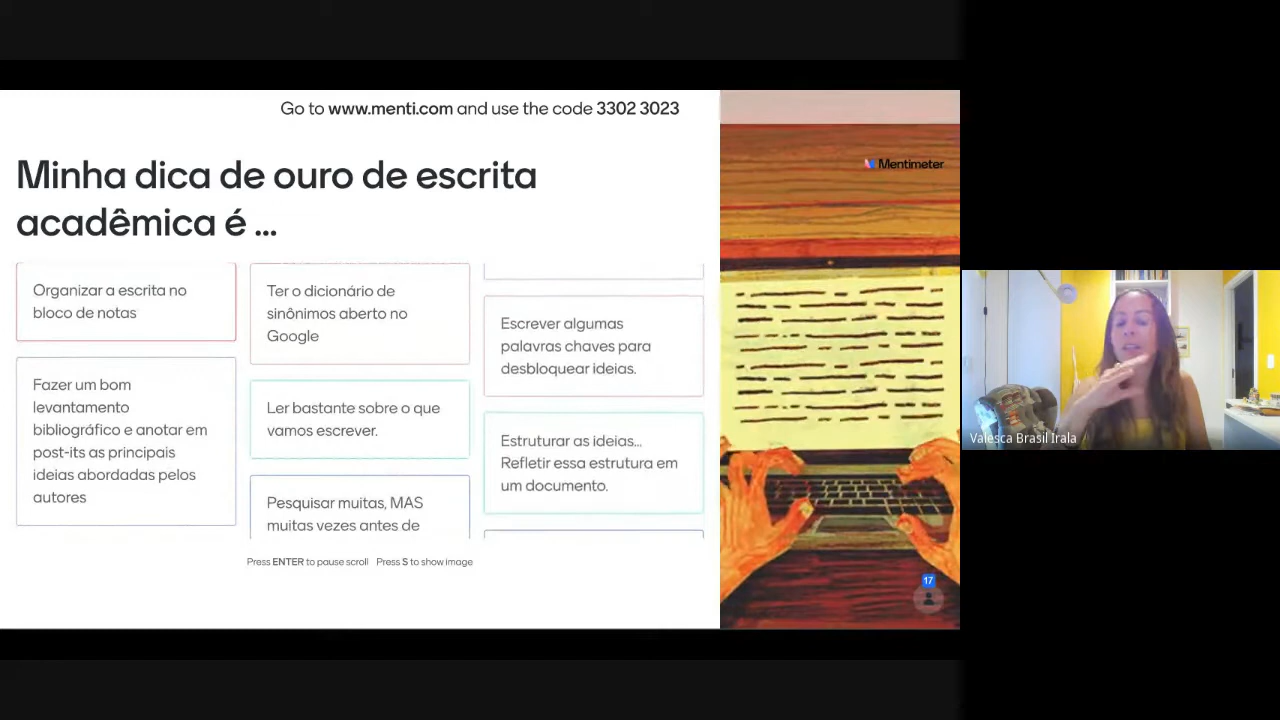 Go to www.menti.com and use the code 3302 3023
Mentimeter
Minha dica de ouro de escrita
acadêmica é ...
Organizar a escrita no
bloco de notas
Fazer um bom
levantamento
bibliográfico e anotar em
post-its as principais
ideias abordadas pelos
autores
Ter o dicionário de
sinônimos aberto no
Google
Ler bastante sobre o que
vamos escrever.
Pesquisar muitas, MAS
muitas vezes antes de
Escrever algumas
palavras chaves para
desbloquear ideias.
Estruturar as ideias...
Refletir essa estrutura em
um documento.
Press ENTER to pause scroll Press S to show image
17
Valesca Brasil Irala